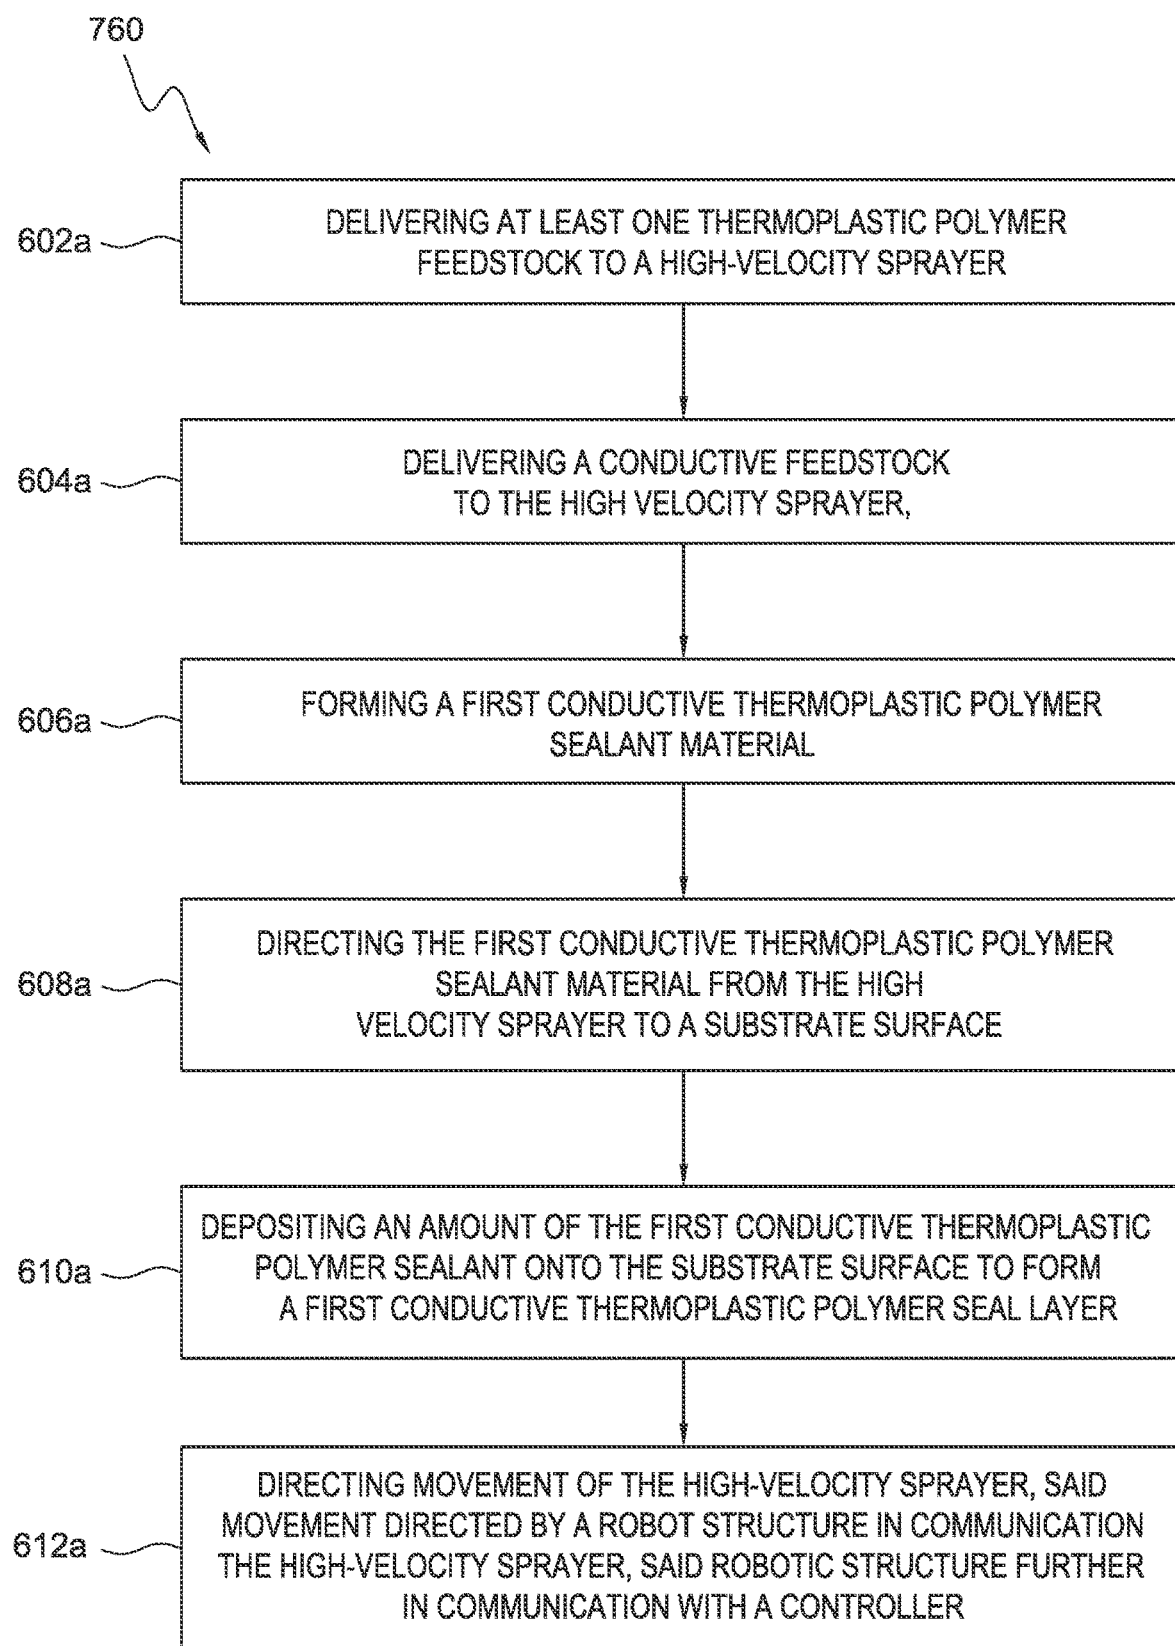 760
602a
DELIVERING AT LEAST ONE THERMOPLASTIC POLYMER
FEEDSTOCK TO A HIGH-VELOCITY SPRAYER
604a
DELIVERING A CONDUCTIVE FEEDSTOCK
TO THE HIGH VELOCITY SPRAYER,
606a
FORMING A FIRST CONDUCTIVE THERMOPLASTIC POLYMER
SEALANT MATERIAL
608a
DIRECTING THE FIRST CONDUCTIVE THERMOPLASTIC POLYMER
SEALANT MATERIAL FROM THE HIGH
VELOCITY SPRAYER TO A SUBSTRATE SURFACE
610a
DEPOSITING AN AMOUNT OF THE FIRST CONDUCTIVE THERMOPLASTIC
POLYMER SEALANT ONTO THE SUBSTRATE SURFACE TO FORM
A FIRST CONDUCTIVE THERMOPLASTIC POLYMER SEAL LAYER
612a
DIRECTING MOVEMENT OF THE HIGH-VELOCITY SPRAYER, SAID
MOVEMENT DIRECTED BY A ROBOT STRUCTURE IN COMMUNICATION
THE HIGH-VELOCITY SPRAYER, SAID ROBOTIC STRUCTURE FURTHER
IN COMMUNICATION WITH A CONTROLLER